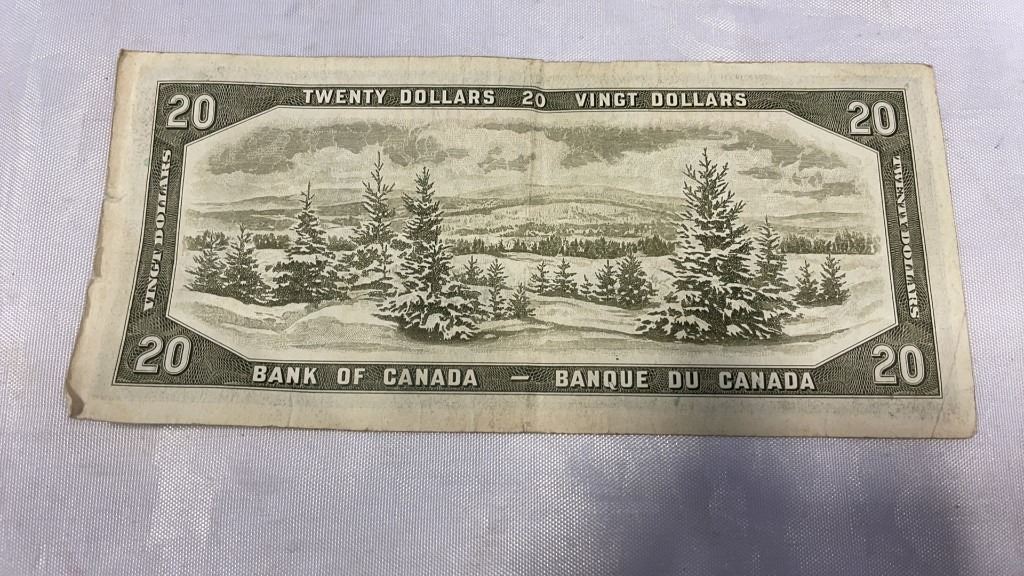 TWENTY DOLLARS 20 VINGT DOLLARS
20
20
VINGT DOLLARS
TWENTY DOLLARS
20
20
BANK OF CANADA — BANQUE DU CANADA